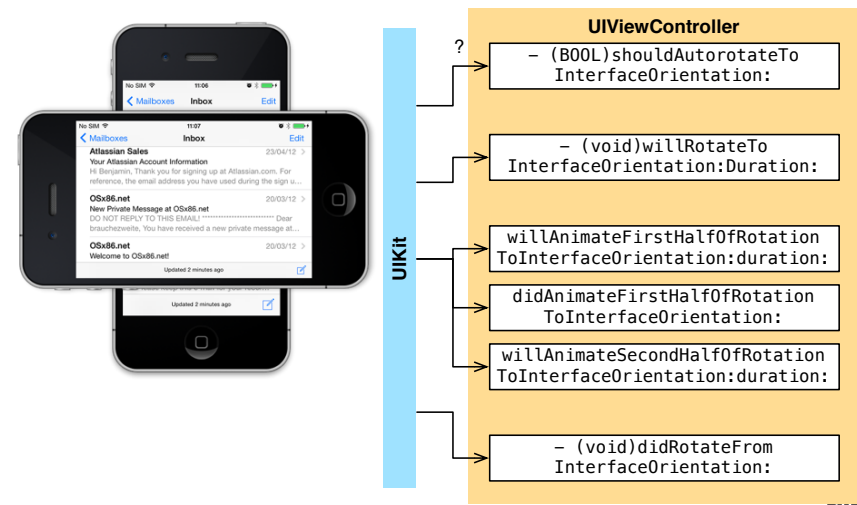 No SIM 11:06
Mailboxes Inbox Edit
No SIM 11:07
Mailboxes Inbox Edit
Atlassian Sales 23/04/12
Your Atlassian Account Information
Hi Benjamin, Thank you for signing up at Atlassian.com. For
reference, the email address you have used during the sign u...
OSx86.net 20/03/12
New Private Message at OSx86.net
DO NOT REPLY TO THIS EMAIL! **************************** Dear
brauchezweite, You have received a new private message at...
OSx86.net 20/03/12
Welcome to OSx86.net!
Updated 2 minutes ago
Updated 2 minutes ago
UIKit
?
UIViewController
– (BOOL)shouldAutorotateTo
InterfaceOrientation:
– (void)willRotateTo
InterfaceOrientation:Duration:
willAnimateFirstHalfOfRotation
ToInterfaceOrientation:duration:
didAnimateFirstHalfOfRotation
ToInterfaceOrientation:
willAnimateSecondHalfOfRotation
ToInterfaceOrientation:duration:
– (void)didRotateFrom
InterfaceOrientation: